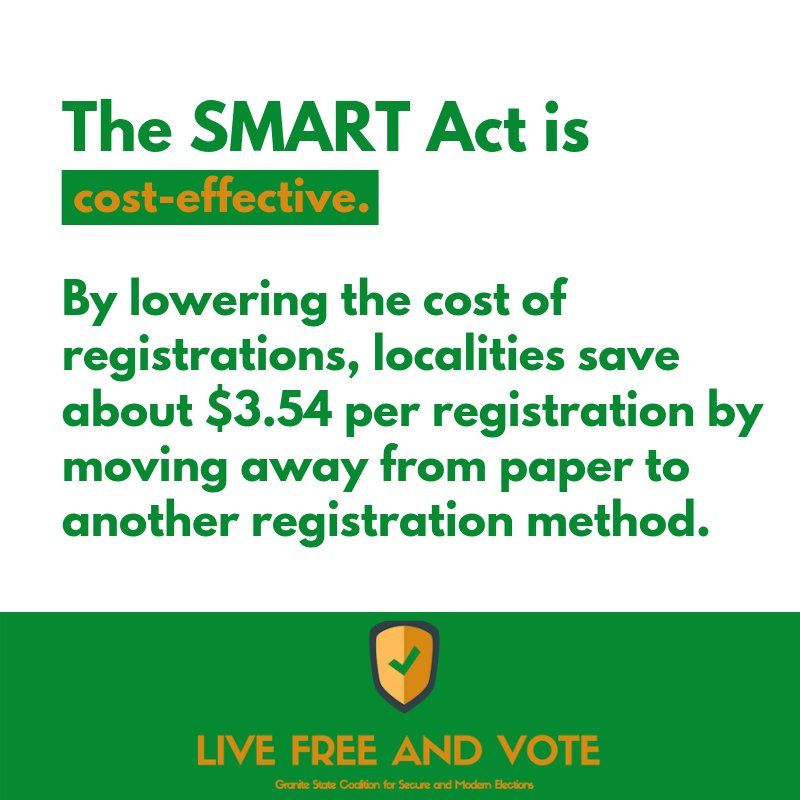 The SMART Act is
cost-effective.
By lowering the cost of
registrations, localities save
about $3.54 per registration by
moving away from paper to
another registration method.
LIVE FREE AND VOTE
Granite State Coalition for Secure and Modern Elections